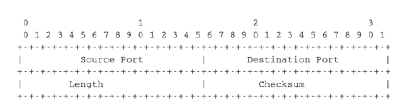 0                   1                   2                   3
0 1 2 3 4 5 6 7 8 9 0 1 2 3 4 5 6 7 8 9 0 1 2 3 4 5 6 7 8 9 0 1
+-+-+-+-+-+-+-+-+-+-+-+-+-+-+-+-+-+-+-+-+-+-+-+-+-+-+-+-+-+-+-+-+
| Source Port | Destination Port |
+-+-+-+-+-+-+-+-+-+-+-+-+-+-+-+-+-+-+-+-+-+-+-+-+-+-+-+-+-+-+-+-+
| Length | Checksum |
+-+-+-+-+-+-+-+-+-+-+-+-+-+-+-+-+-+-+-+-+-+-+-+-+-+-+-+-+-+-+-+-+